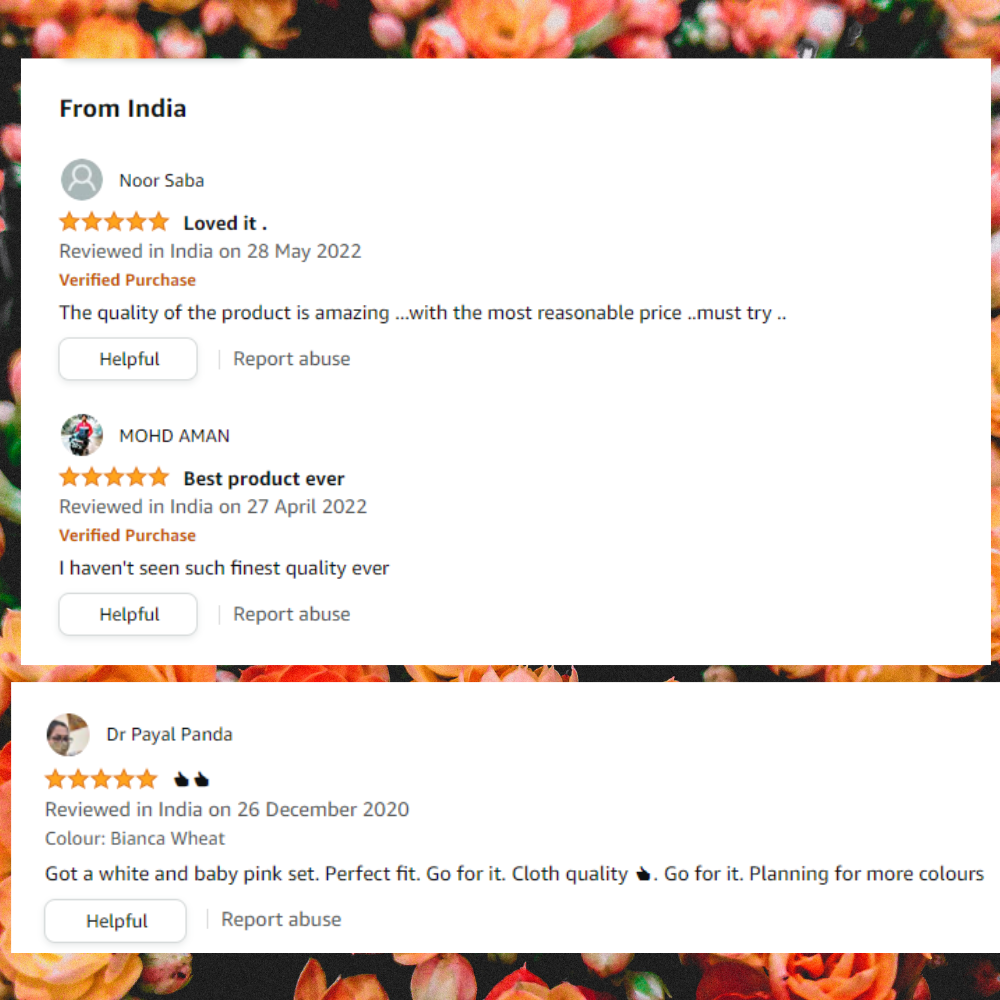 From India
Noor Saba
Loved it .
Reviewed in India on 28 May 2022
Verified Purchase
The quality of the product is amazing ...with the most reasonable price ..must try ..
Helpful
Report abuse
MOHD AMAN
Best product ever
Reviewed in India on 27 April 2022
Verified Purchase
I haven't seen such finest quality ever
Helpful
Report abuse
Dr Payal Panda
Reviewed in India on 26 December 2020
Colour: Bianca Wheat
Got a white and baby pink set. Perfect fit. Go for it. Cloth quality 👍. Go for it. Planning for more colours
Helpful
Report abuse